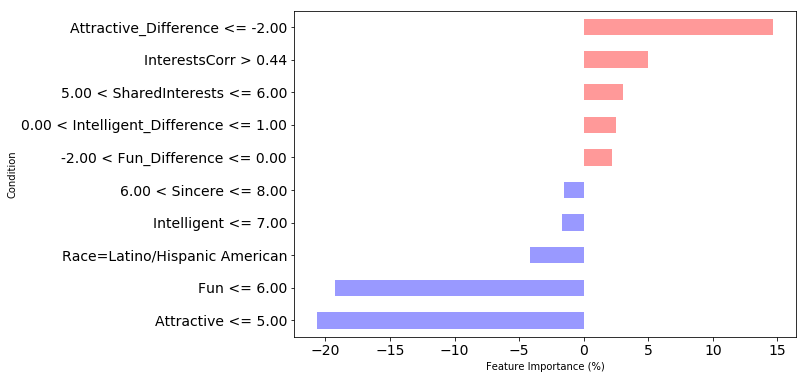 Attractive_Difference <= -2.00
InterestsCorr > 0.44
5.00 < SharedInterests <= 6.00
0.00 < Intelligent_Difference <= 1.00
-2.00 < Fun_Difference <= 0.00
6.00 < Sincere <= 8.00
Intelligent <= 7.00
Race=Latino/Hispanic American
Fun <= 6.00
Attractive <= 5.00
Condition
−20 −15 −10 −5 0 5 10 15
Feature Importance (%)